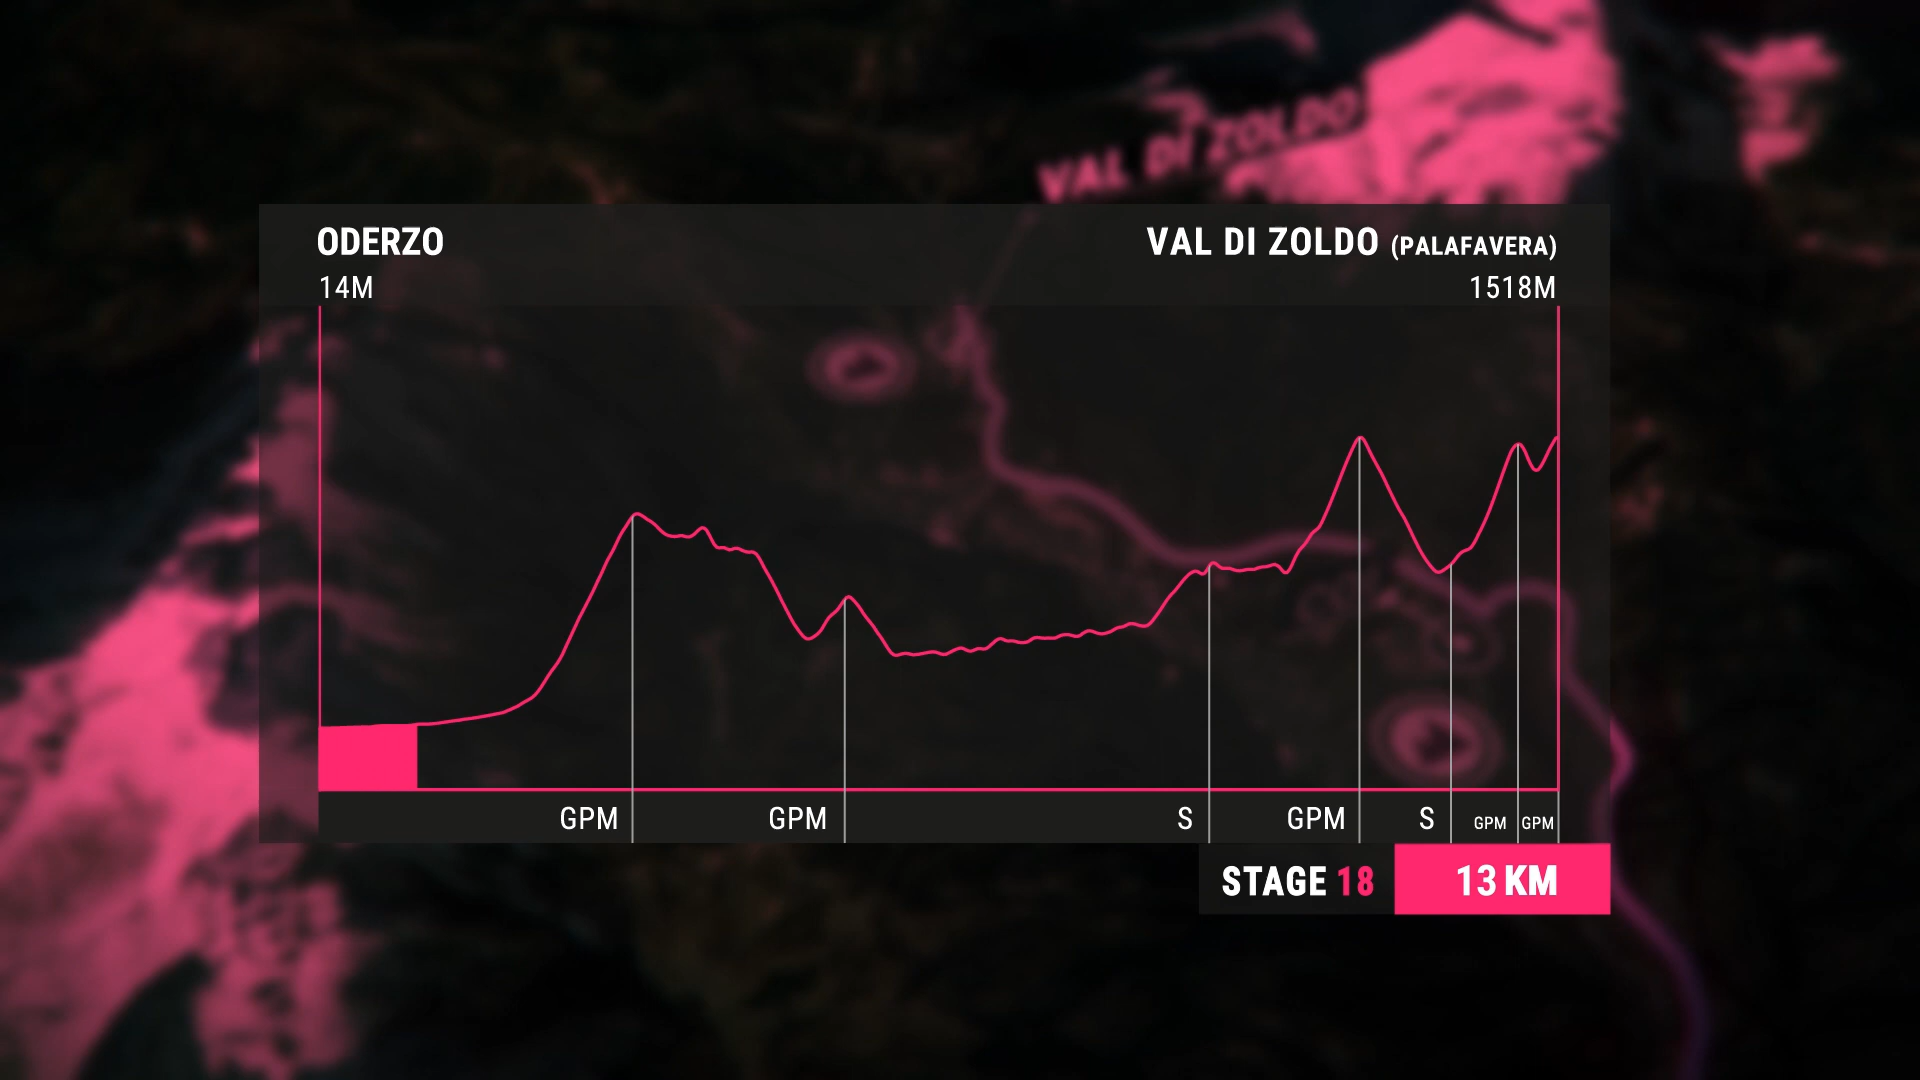 VAL DI ZOLDO
ODERZO
14M
VAL DI ZOLDO (PALAFAVERA)
1518M
GPM
GPM
S
GPM
S
GPM
GPM
STAGE 18
13 KM